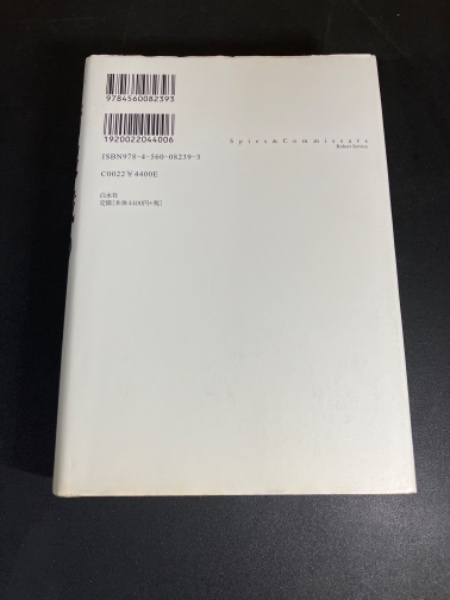 9784560082393
1920022044006
Spies & Commissars
Robert Service
ISBN978-4-560-08239-3
C0022 ¥4400E
白水社
定価(本体4400円+税)